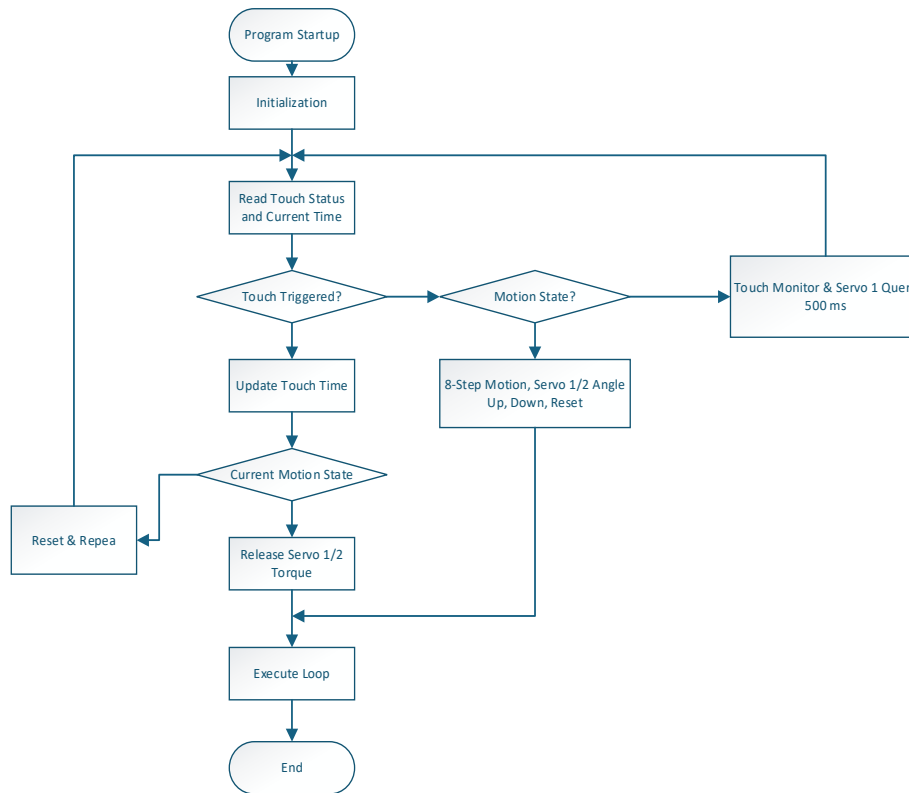 Program Startup
Initialization
Read Touch Status
and Current Time
Touch Triggered?
Motion State?
Touch Monitor & Servo 1 Quer
500 ms
Update Touch Time
8-Step Motion, Servo 1/2 Angle
Up, Down, Reset
Current Motion State
Reset & Repea
Release Servo 1/2
Torque
Execute Loop
End